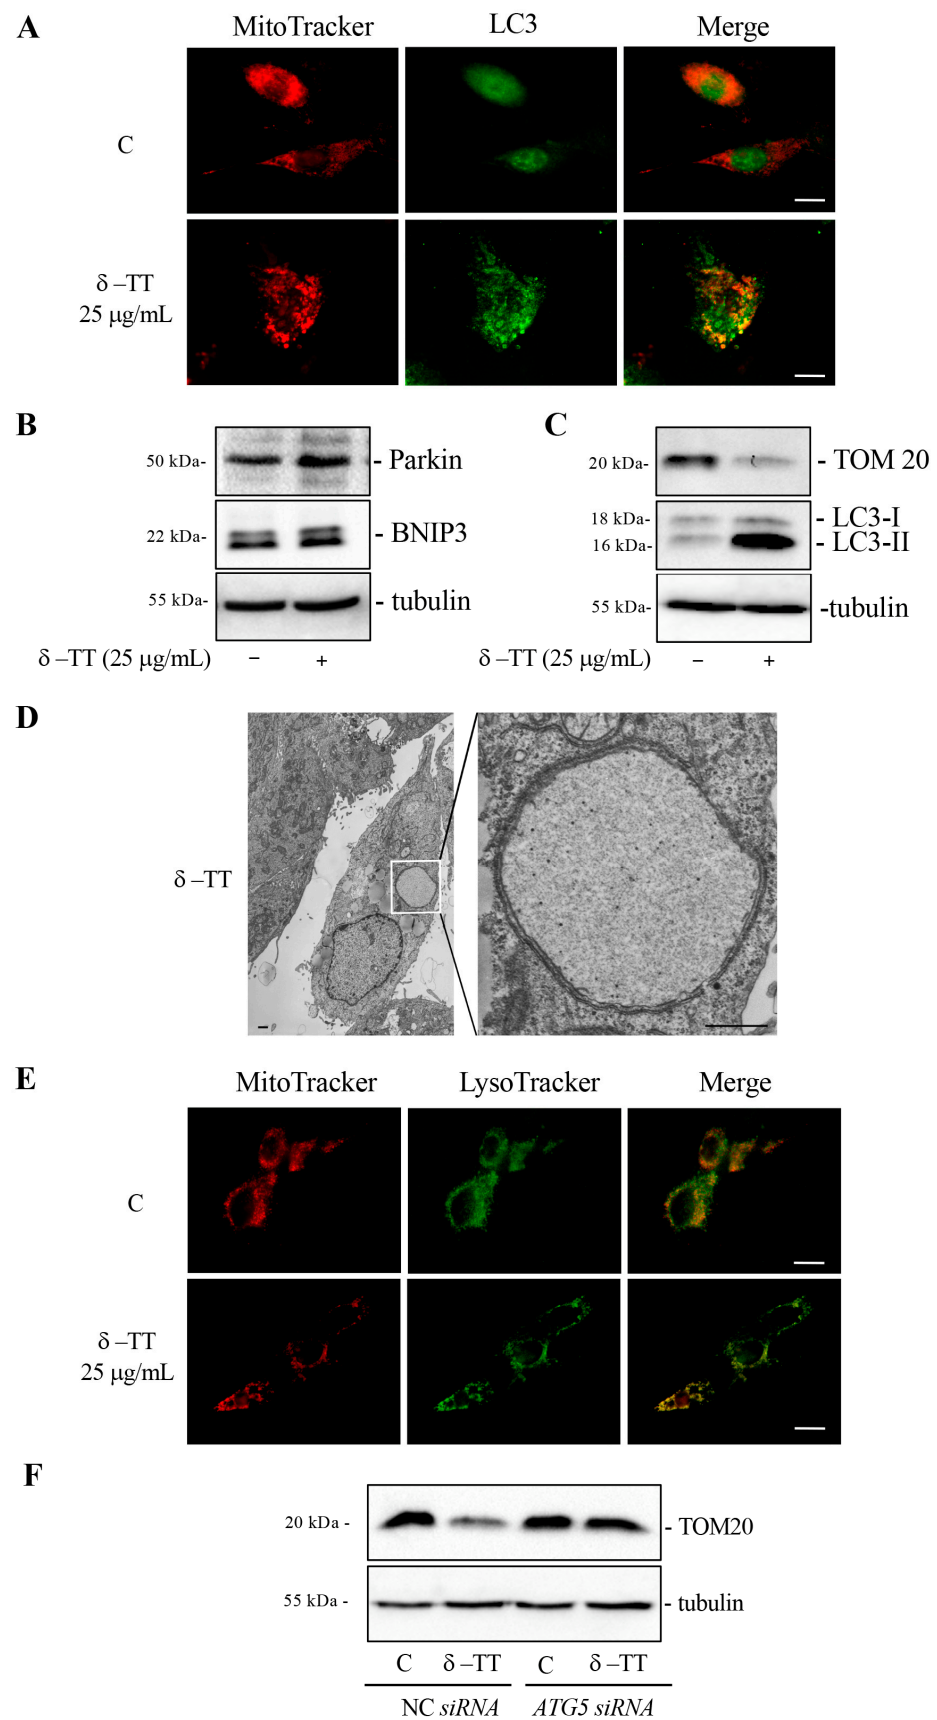 A
MitoTracker LC3 Merge
C
δ –TT
25 μg/mL
B
50 kDa- - Parkin
22 kDa- - BNIP3
55 kDa- - tubulin
δ –TT (25 μg/mL) – +
C
20 kDa- - TOM 20
18 kDa- - LC3-I
16 kDa- - LC3-II
55 kDa- -tubulin
δ –TT (25 μg/mL) – +
D
δ –TT
E
MitoTracker LysoTracker Merge
C
δ –TT
25 μg/mL
F
20 kDa - - TOM20
55 kDa - - tubulin
C δ –TT C δ –TT
NC siRNA ATG5 siRNA